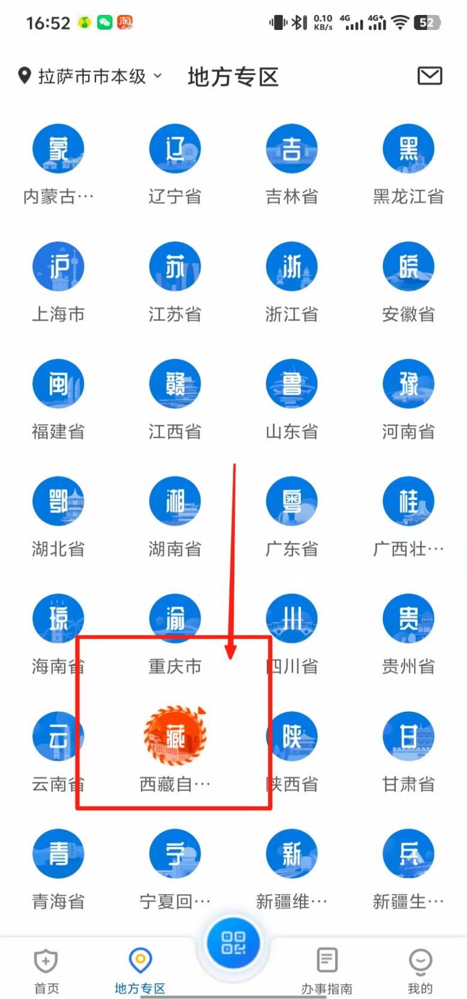 16:52 淘 0.10 KB/s 4G 4G+ 52
拉萨市市本级 地方专区
蒙 辽 吉 黑
内蒙古… 辽宁省 吉林省 黑龙江省
沪 苏 浙 皖
上海市 江苏省 浙江省 安徽省
闽 赣 鲁 豫
福建省 江西省 山东省 河南省
鄂 湘 粤 桂
湖北省 湖南省 广东省 广西壮…
琼 渝 川 贵
海南省 重庆市 四川省 贵州省
云 藏 陕 甘
云南省 西藏自… 陕西省 甘肃省
青 宁 新 兵
青海省 宁夏回… 新疆维… 新疆生…
首页 地方专区 办事指南 我的